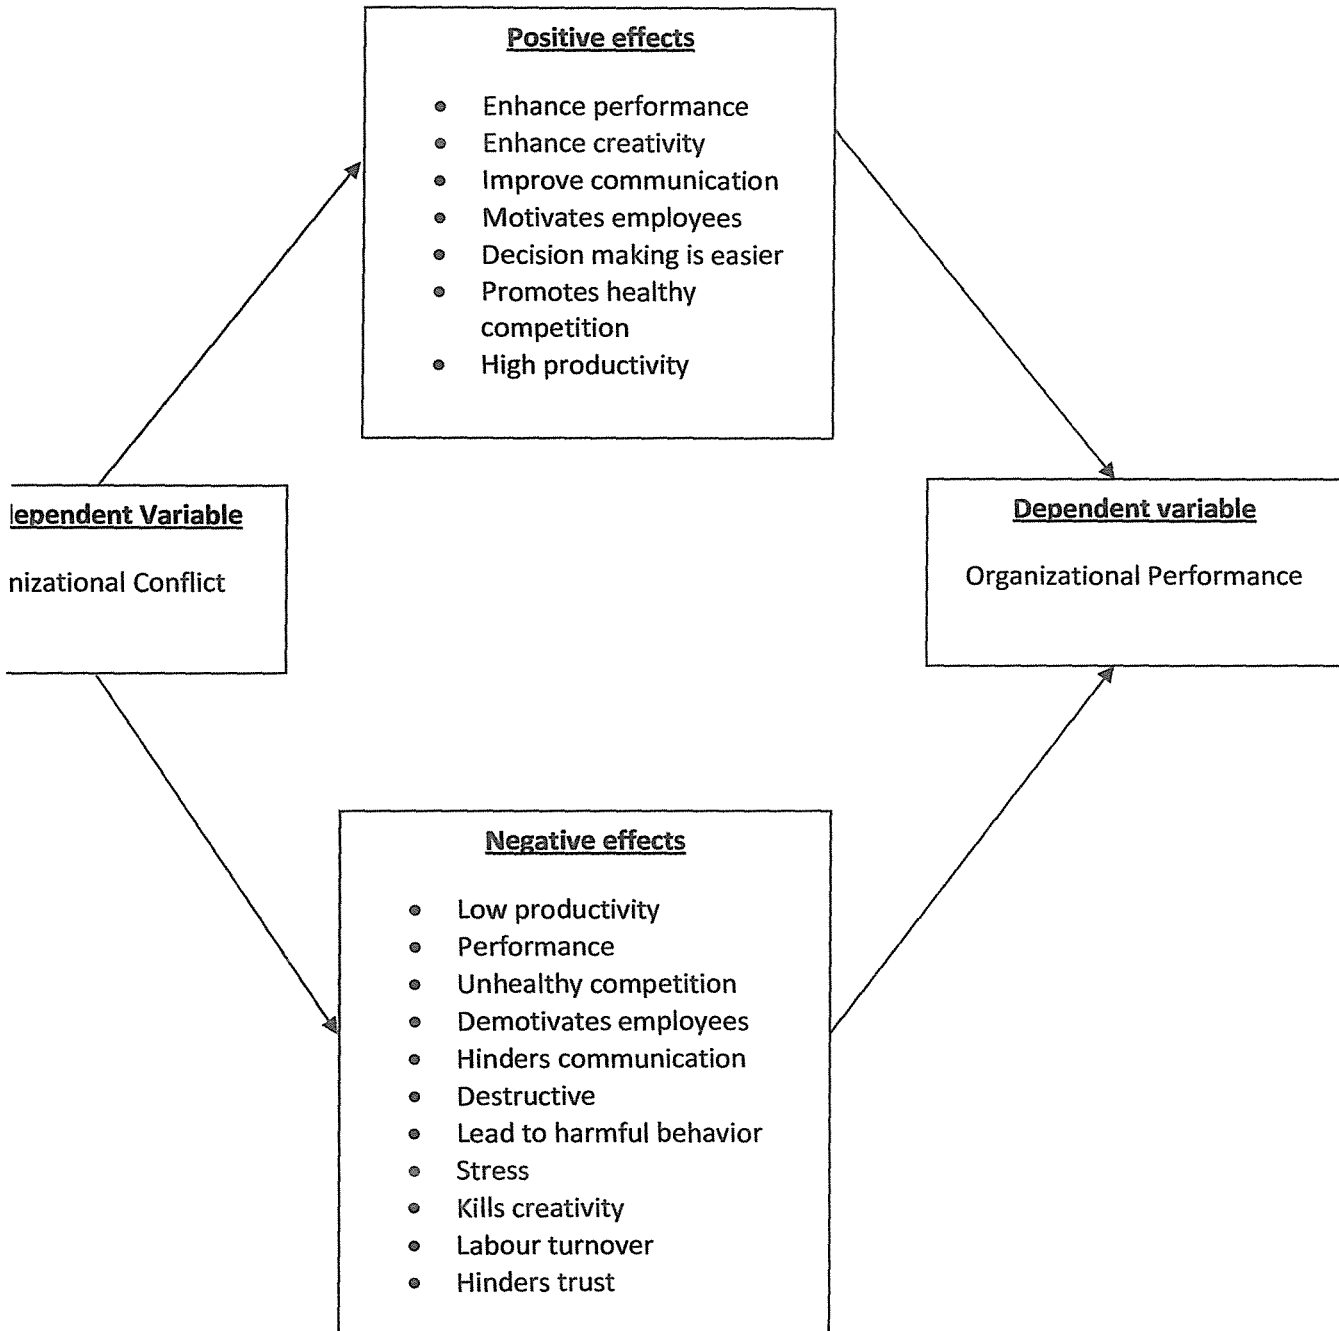 Positive effects
• Enhance performance
• Enhance creativity
• Improve communication
• Motivates employees
• Decision making is easier
• Promotes healthy
competition
• High productivity
dependent Variable
nizational Conflict
Dependent variable
Organizational Performance
Negative effects
• Low productivity
• Performance
• Unhealthy competition
• Demotivates employees
• Hinders communication
• Destructive
• Lead to harmful behavior
• Stress
• Kills creativity
• Labour turnover
• Hinders trust